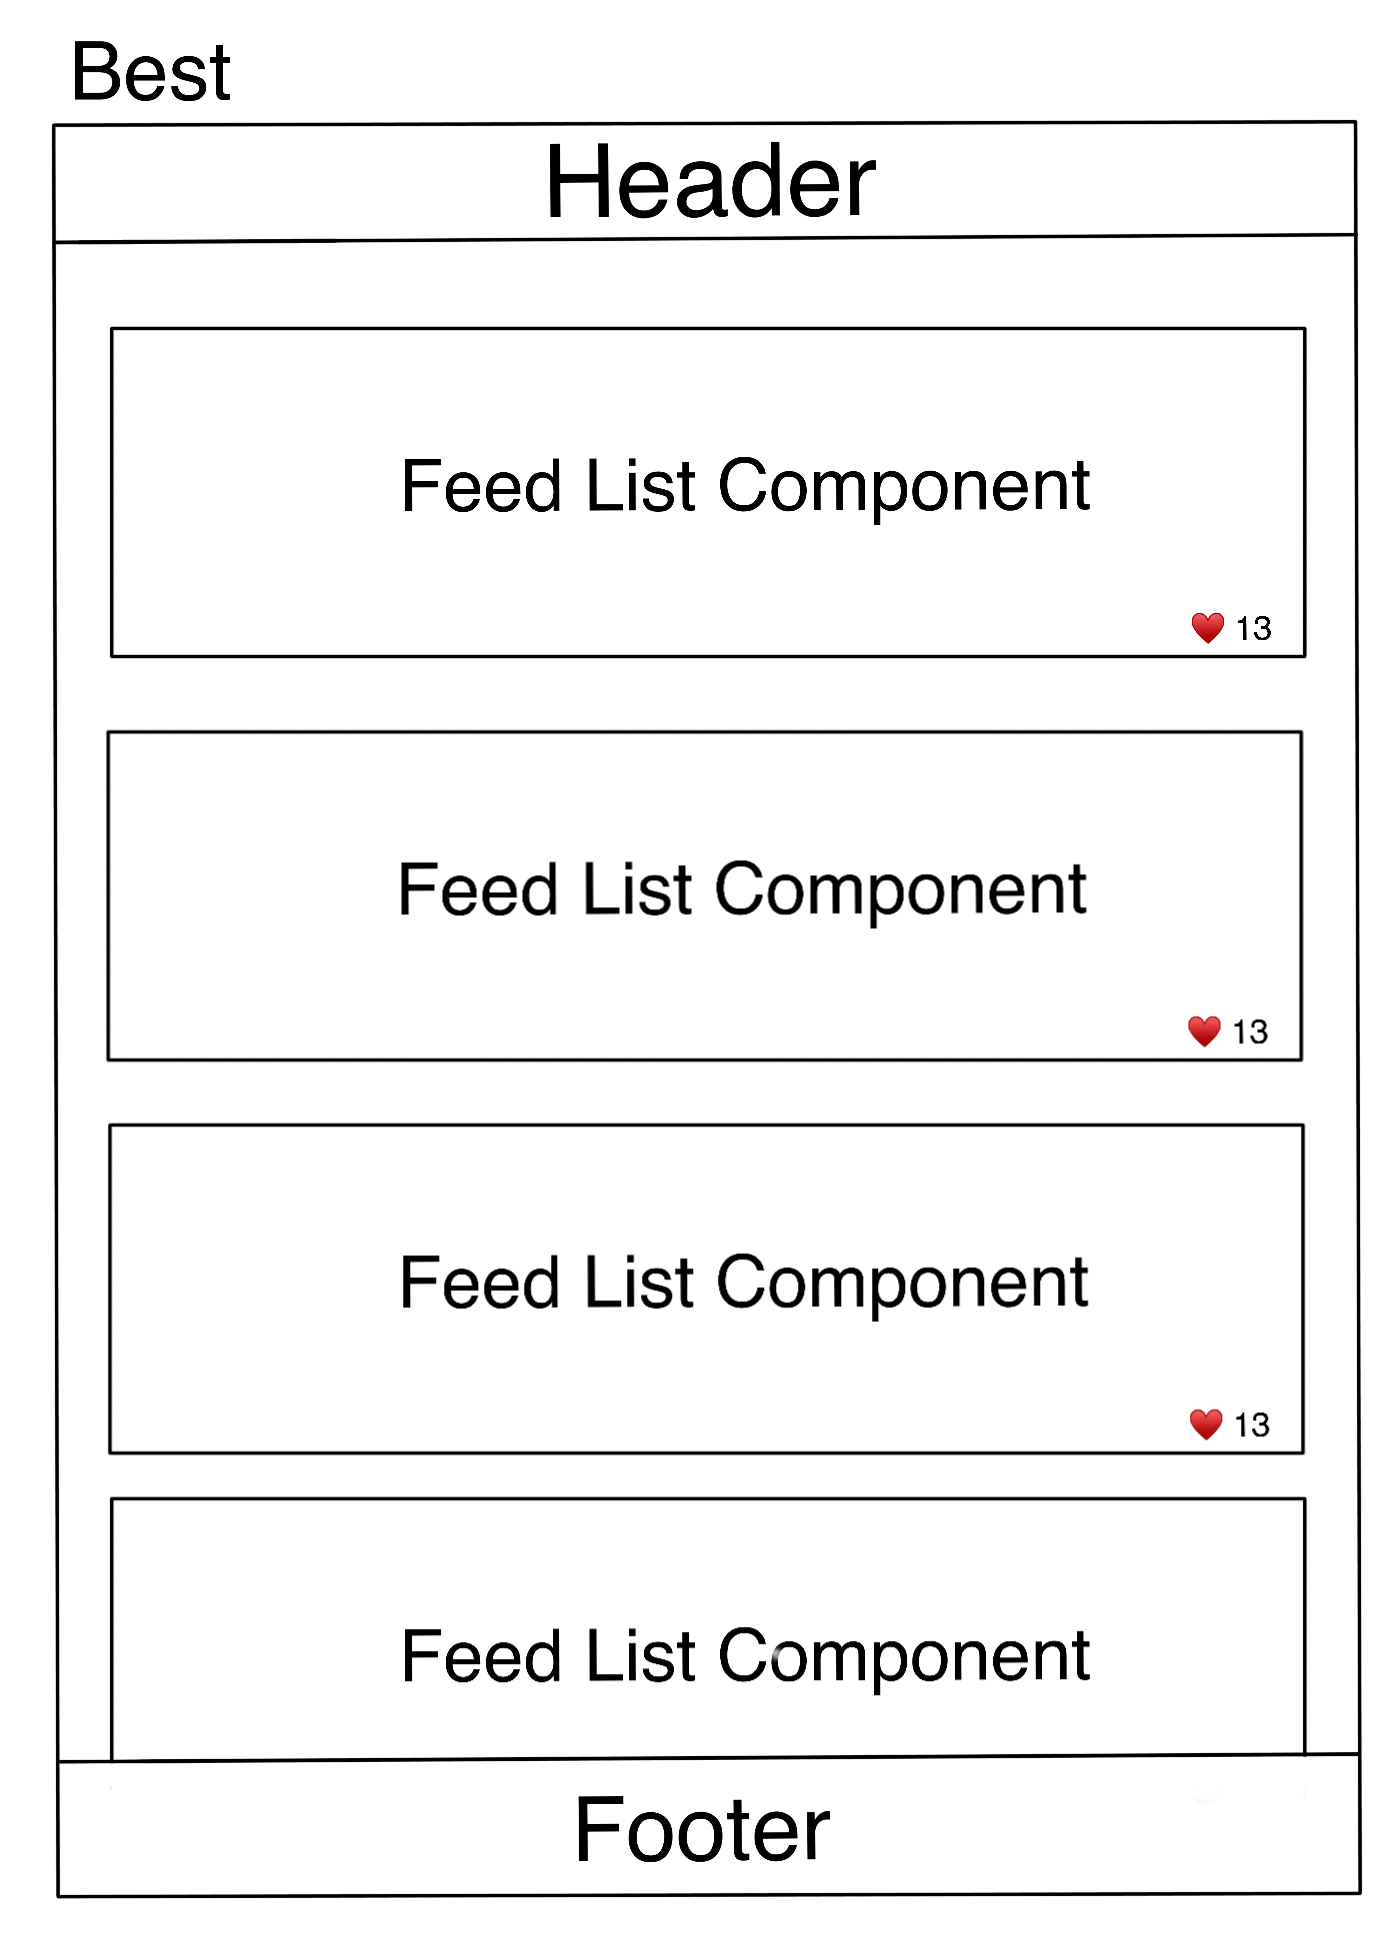 Best
Header
Feed List Component
13
Feed List Component
13
Feed List Component
13
Feed List Component
Footer